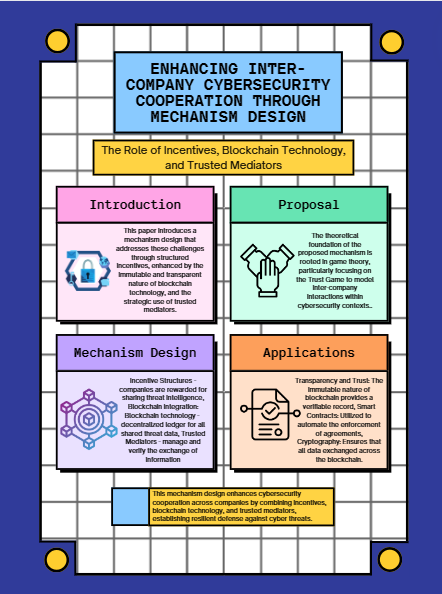 ENHANCING INTER-
COMPANY CYBERSECURITY
COOPERATION THROUGH
MECHANISM DESIGN
The Role of Incentives, Blockchain Technology,
and Trusted Mediators
Introduction
This paper introduces a
mechanism design that
addresses these challenges
through structured
incentives, enhanced by the
immutable and transparent
nature of blockchain
technology, and the
strategic use of trusted
mediators.
Proposal
The theoretical
foundation of the
proposed mechanism is
rooted in game theory,
particularly focusing on
the Trust Game to model
inter-company
interactions within
cybersecurity contexts..
Mechanism Design
Incentive Structures -
companies are rewarded for
sharing threat intelligence,
Blockchain Integration:
Blockchain technology -
decentralized ledger for all
shared threat data, Trusted
Mediators - manage and
verify the exchange of
information
Applications
Transparency and Trust: The
immutable nature of
blockchain provides a
verifiable record, Smart
Contracts: Utilized to
automate the enforcement
of agreements,
Cryptography: Ensures that
all data exchanged across
the blockchain.
This mechanism design enhances cybersecurity
cooperation across companies by combining incentives,
blockchain technology, and trusted mediators,
establishing resilient defense against cyber threats.